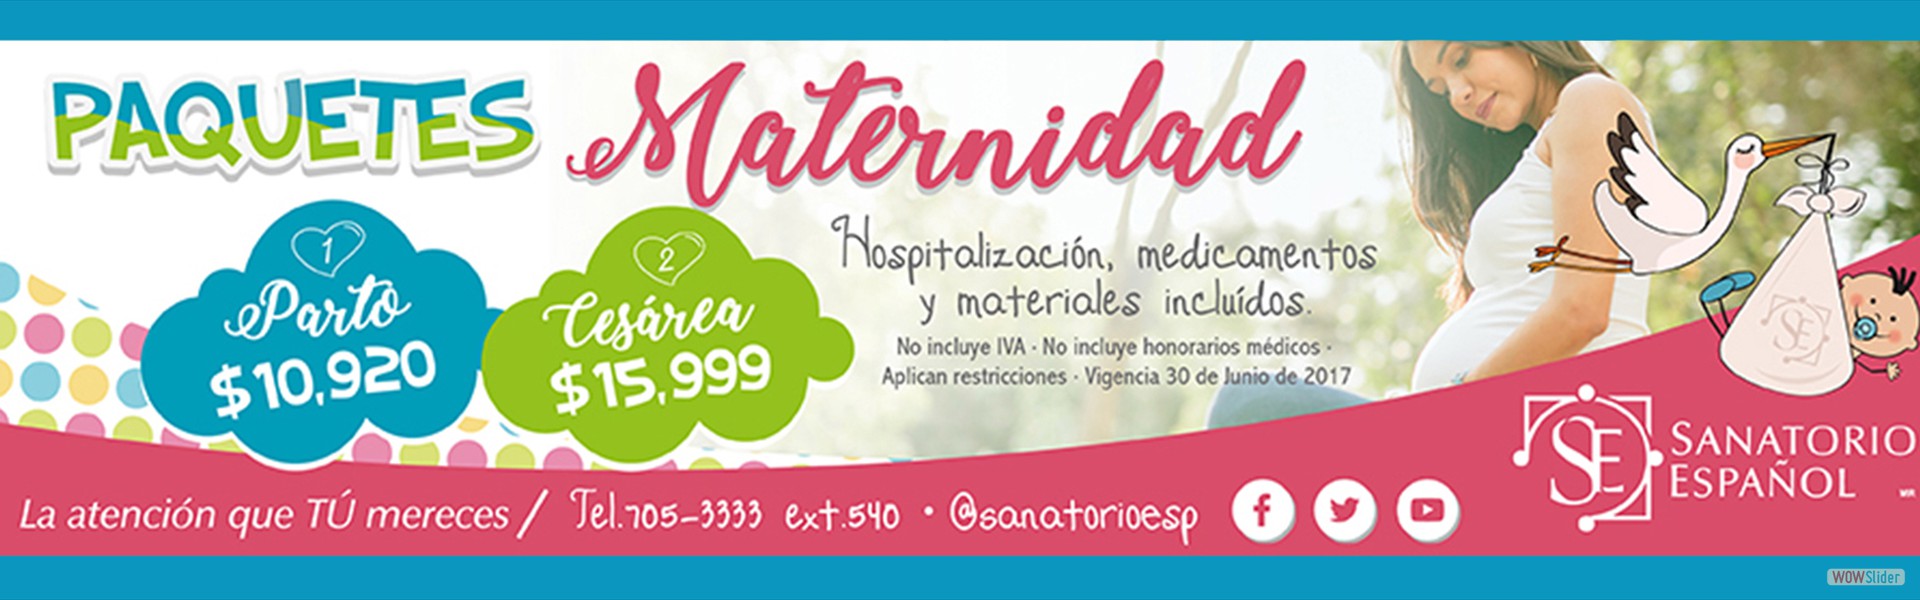 PAQUETES
Maternidad
1
Parto
$10,920
2
Cesárea
$15,999
Hospitalización, medicamentos
y materiales incluídos.
No incluye IVA · No incluye honorarios médicos ·
Aplican restricciones · Vigencia 30 de Junio de 2017
SE
SE
SANATORIO
ESPAÑOL
La atención que TÚ mereces / Tel.705-3333 ext.540 · @sanatorioesp
WOWSlider